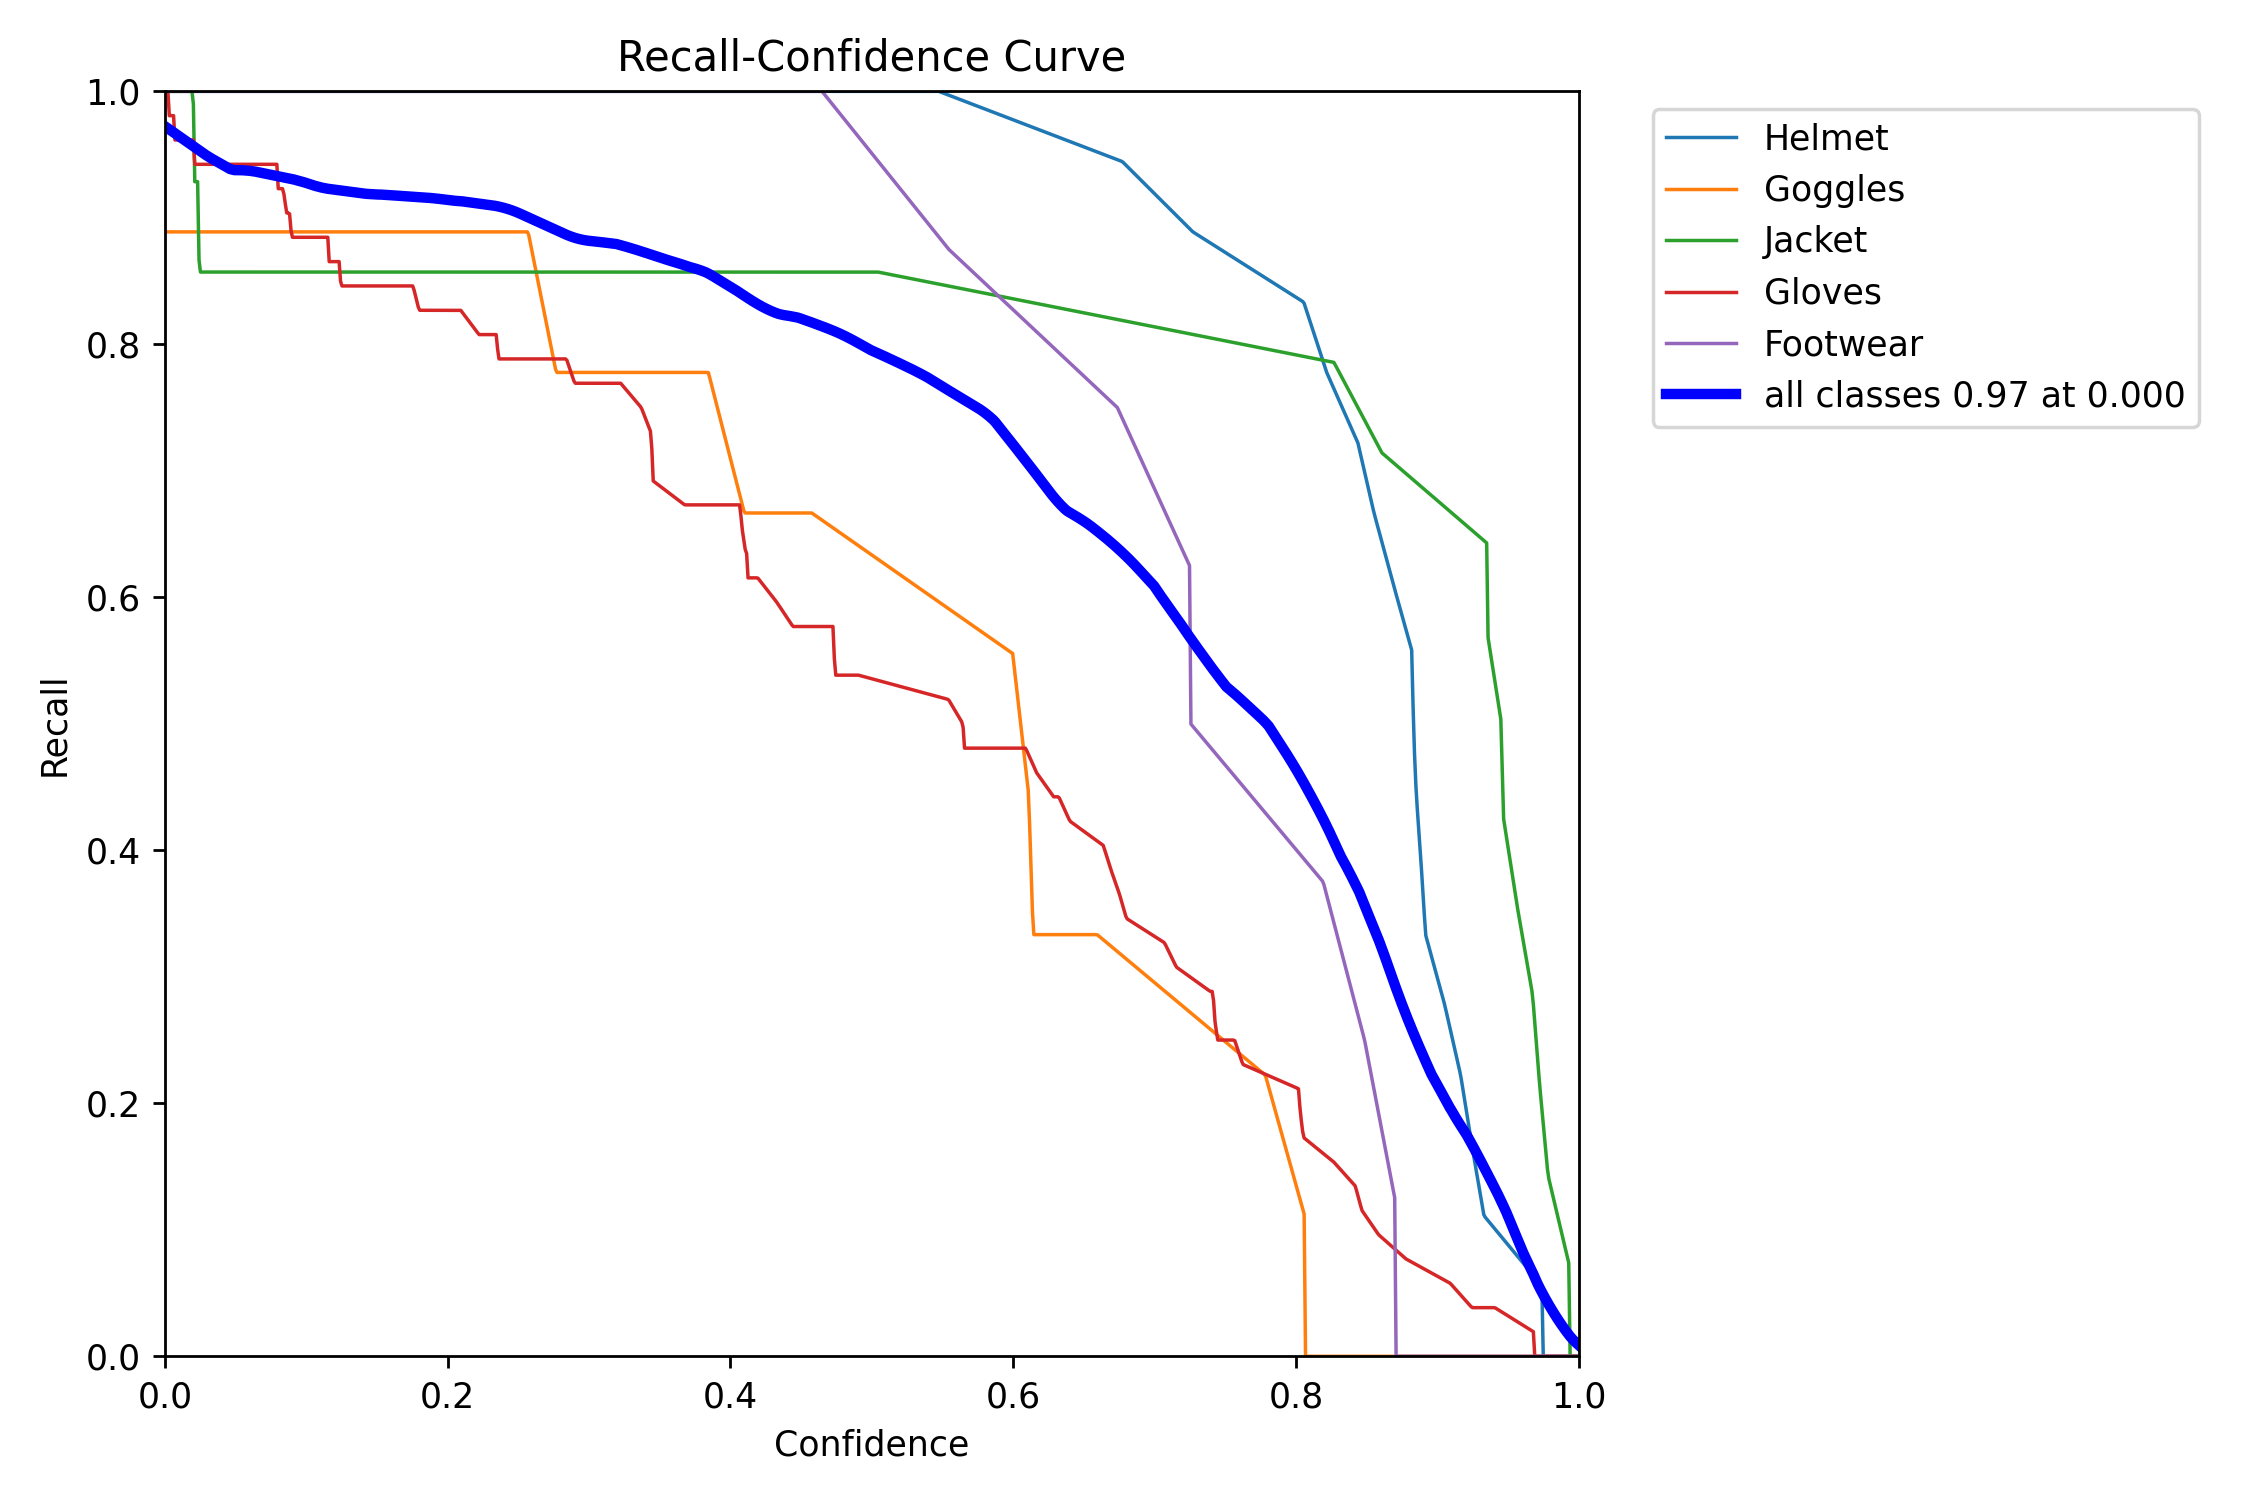 Recall-Confidence Curve
1.0
0.8
0.6
0.4
0.2
0.0
Recall
0.0 0.2 0.4 0.6 0.8 1.0
Confidence
Helmet
Goggles
Jacket
Gloves
Footwear
all classes 0.97 at 0.000